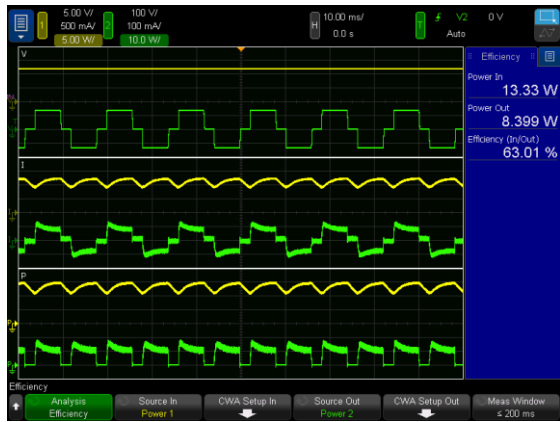 1 5.00 V/ 500 mA/ 5.00 W/ 2 100 V/ 100 mA/ 10.0 W/ H 10.00 ms/ 0.0 s T V2 Auto 0 V
V
Efficiency
Power In
13.33 W
Power Out
8.399 W
Efficiency (In/Out)
63.01 %
I
P
Efficiency
Analysis Source In CWA Setup In Source Out CWA Setup Out Meas Window
Efficiency Power 1 Power 2 ≤ 200 ms